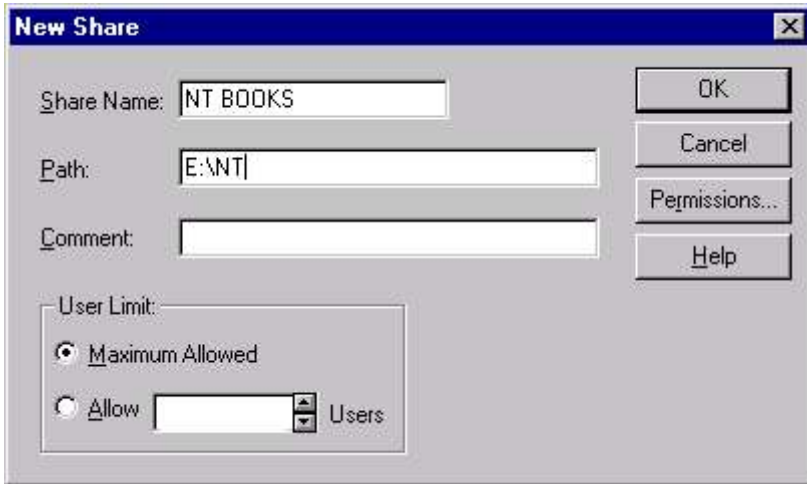 New Share
Share Name: NT BOOKS
OK
Path: E:\NT
Cancel
Permissions...
Comment:
Help
User Limit:
Maximum Allowed
Allow Users